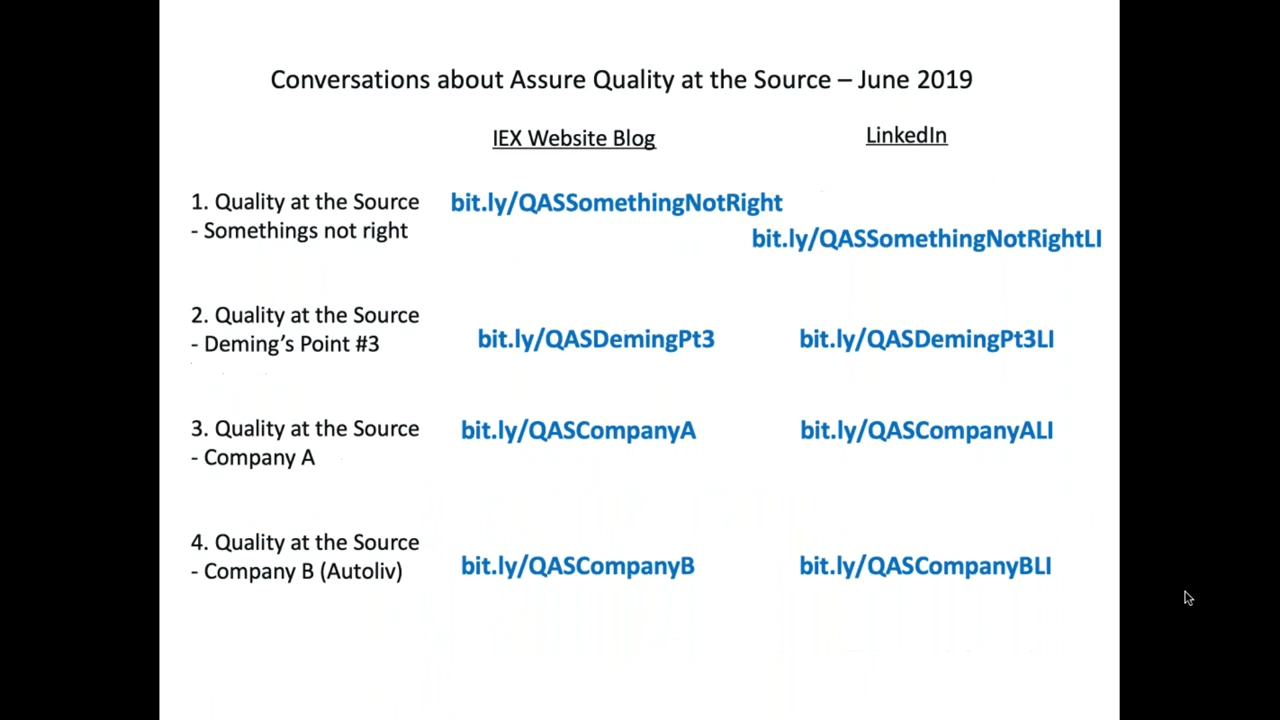 Conversations about Assure Quality at the Source – June 2019
IEX Website Blog
LinkedIn
1. Quality at the Source
- Somethings not right
bit.ly/QASSomethingNotRight
bit.ly/QASSomethingNotRightLI
2. Quality at the Source
- Deming’s Point #3
bit.ly/QASDemingPt3
bit.ly/QASDemingPt3LI
3. Quality at the Source
- Company A
bit.ly/QASCompanyA
bit.ly/QASCompanyALI
4. Quality at the Source
- Company B (Autoliv)
bit.ly/QASCompanyB
bit.ly/QASCompanyBLI